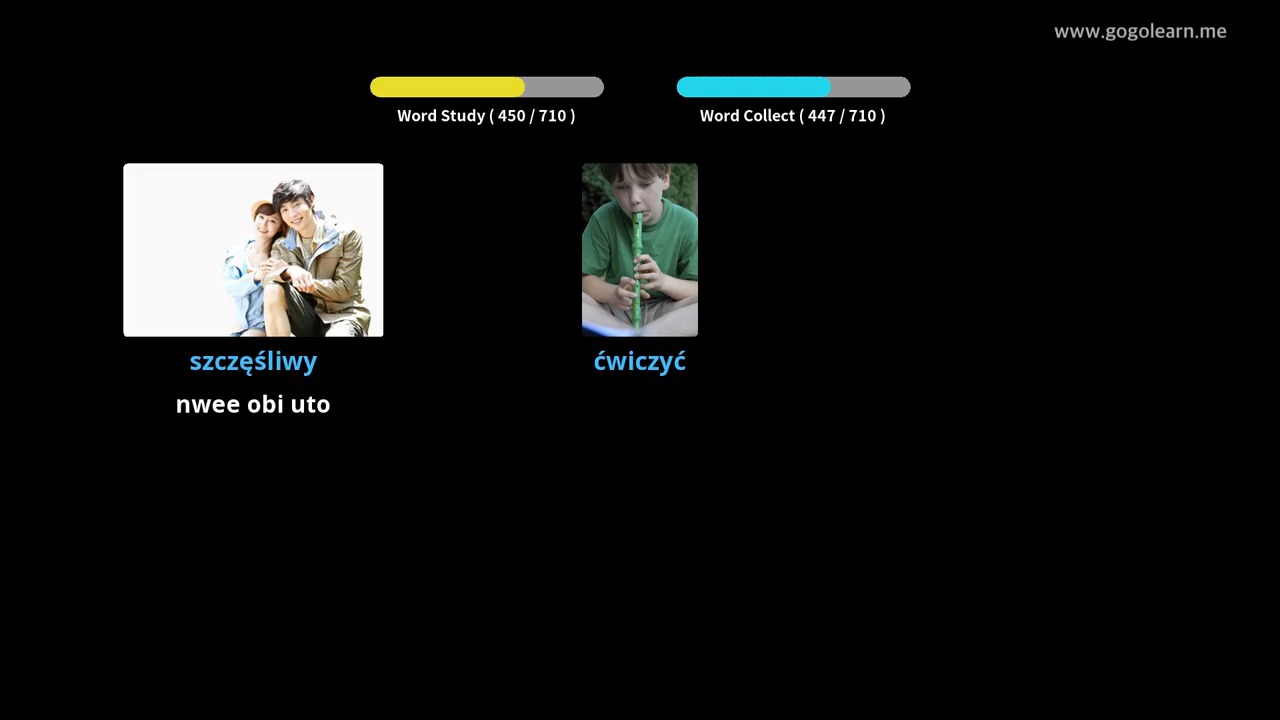 www.gogolearn.me
Word Study ( 450 / 710 )
Word Collect ( 447 / 710 )
szczęśliwy
ćwiczyć
nwee obi uto